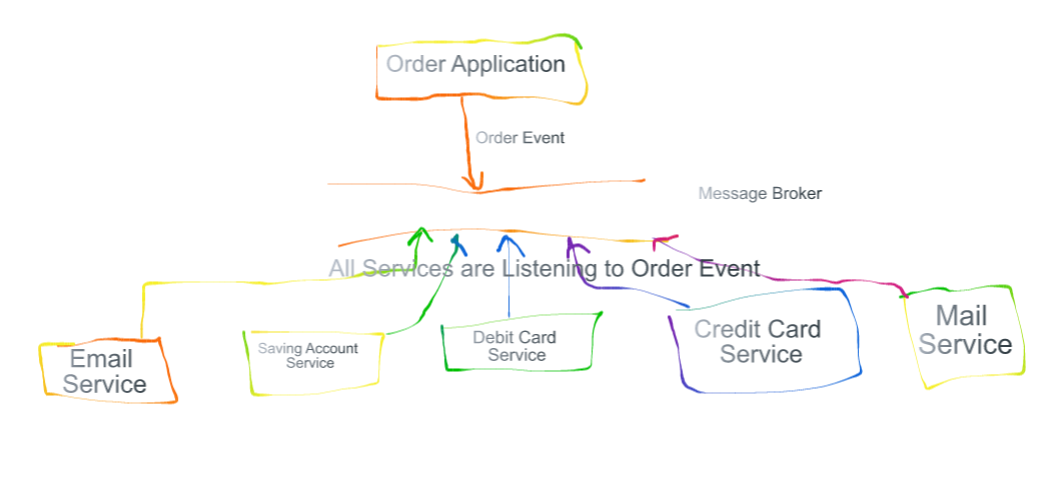 Order Application
Order Event
Message Broker
All Services are Listening to Order Event
Email
Service
Saving Account
Service
Debit Card
Service
Credit Card
Service
Mail
Service